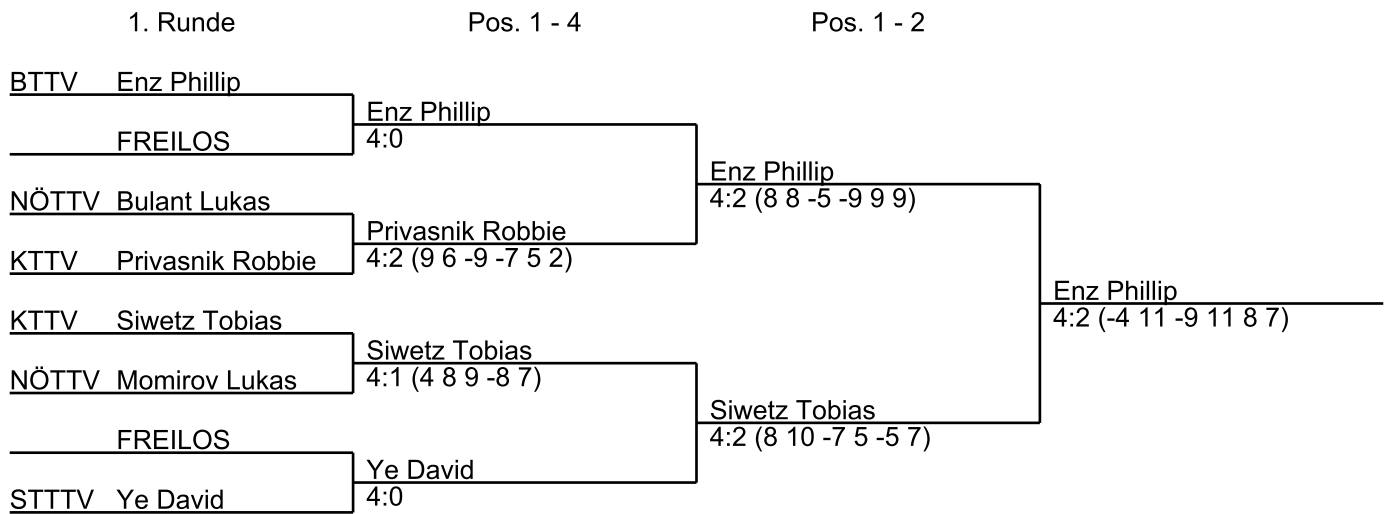 1. Runde Pos. 1 - 4 Pos. 1 - 2
BTTV Enz Phillip
Enz Phillip
FREILOS
4:0
Enz Phillip
4:2 (8 8 -5 -9 9 9)
NÖTTV Bulant Lukas
Privasnik Robbie
KTTV Privasnik Robbie
4:2 (9 6 -9 -7 5 2)
Enz Phillip
4:2 (-4 11 -9 11 8 7)
KTTV Siwetz Tobias
Siwetz Tobias
NÖTTV Momirov Lukas
4:1 (4 8 9 -8 7)
Siwetz Tobias
4:2 (8 10 -7 5 -5 7)
FREILOS
Ye David
STTTV Ye David
4:0